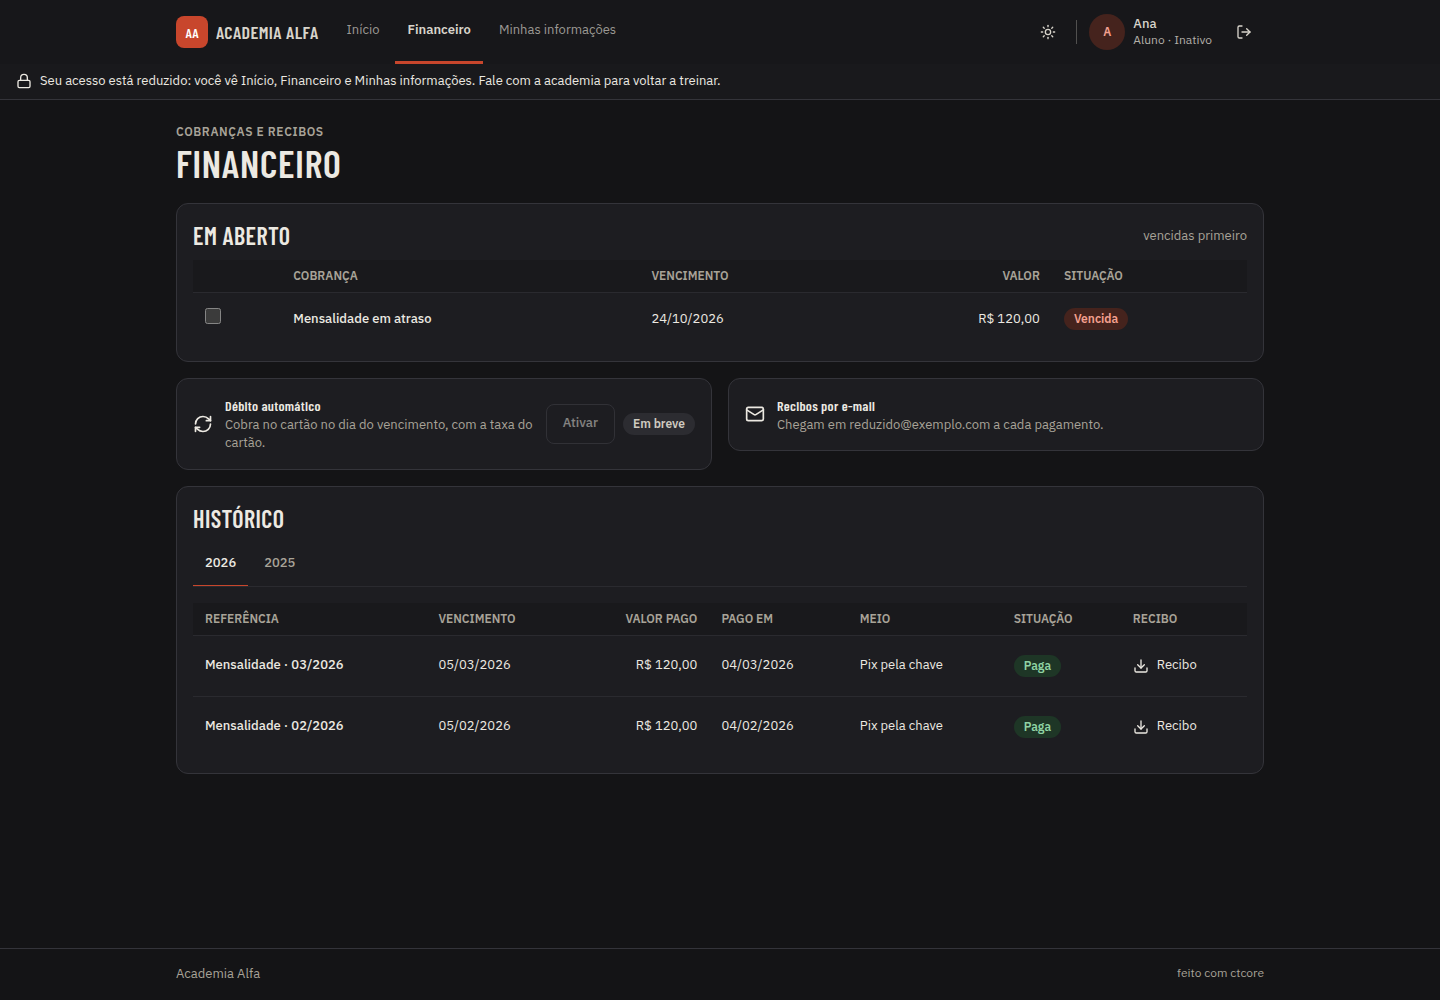 AA ACADEMIA ALFA Início Financeiro Minhas informações A Ana
Aluno · Inativo
Seu acesso está reduzido: você vê Início, Financeiro e Minhas informações. Fale com a academia para voltar a treinar.
COBRANÇAS E RECIBOS
FINANCEIRO
EM ABERTO vencidas primeiro
COBRANÇA VENCIMENTO VALOR SITUAÇÃO
Mensalidade em atraso 24/10/2026 R$ 120,00 Vencida
Débito automático
Cobra no cartão no dia do vencimento, com a taxa do
cartão.
Ativar Em breve
Recibos por e-mail
Chegam em reduzido@exemplo.com a cada pagamento.
HISTÓRICO
2026 2025
REFERÊNCIA VENCIMENTO VALOR PAGO PAGO EM MEIO SITUAÇÃO RECIBO
Mensalidade · 03/2026 05/03/2026 R$ 120,00 04/03/2026 Pix pela chave Paga Recibo
Mensalidade · 02/2026 05/02/2026 R$ 120,00 04/02/2026 Pix pela chave Paga Recibo
Academia Alfa feito com ctcore